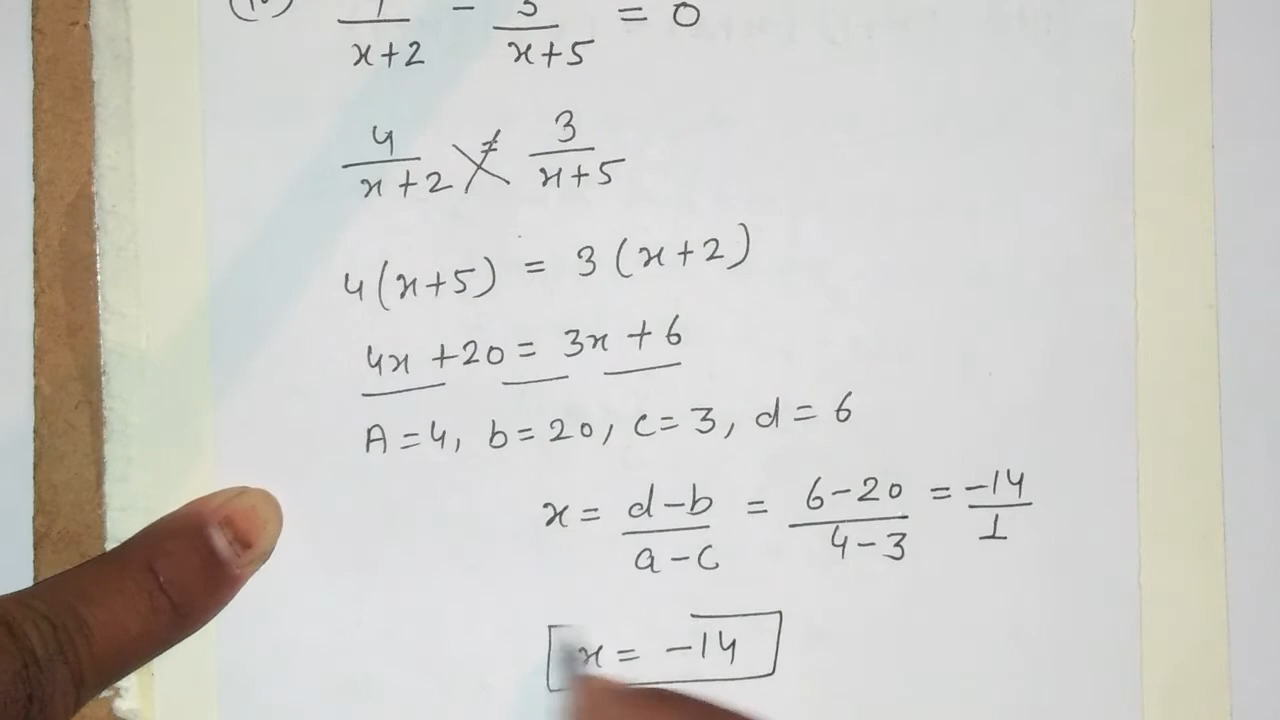 x+2 - x+5 = 0
4/x+2 = 3/x+5
4(x+5) = 3(x+2)
4x+20 = 3x+6
A=4, b=20, c=3, d=6
x = d-b/a-c = 6-20/4-3 = -14/1
x = -14